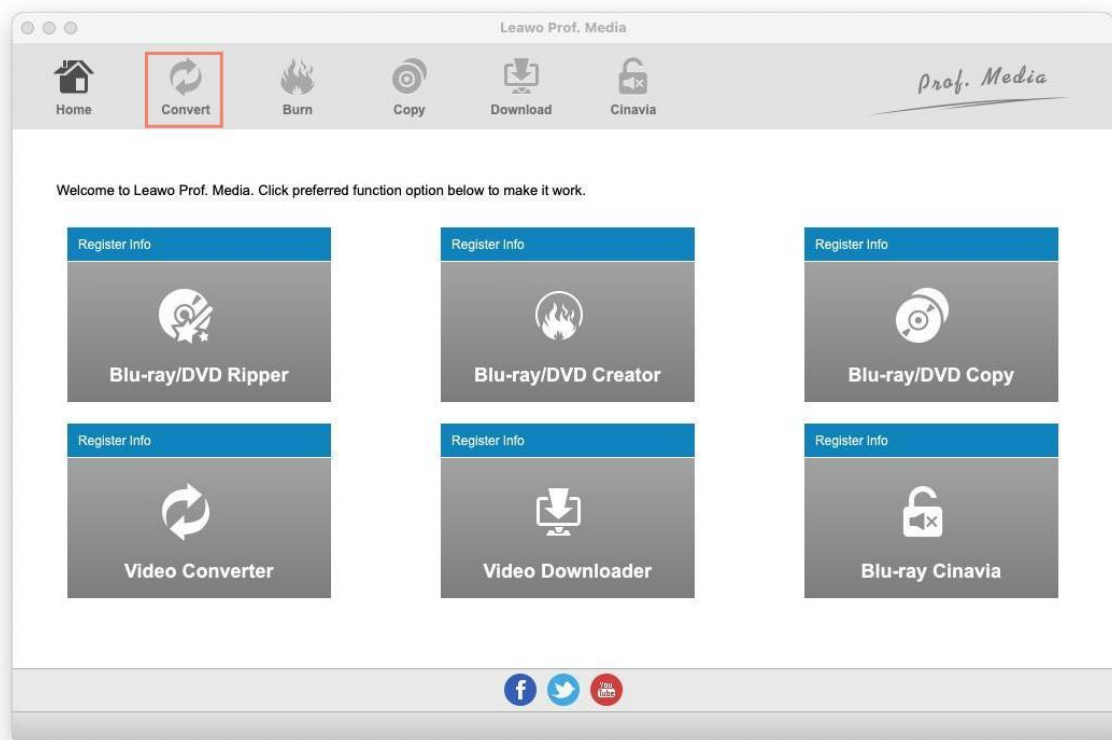 Leawo Prof. Media
Home Convert Burn Copy Download Cinavia
Prof. Media
Welcome to Leawo Prof. Media. Click preferred function option below to make it work.
Register Info Register Info Register Info
Blu-ray/DVD Ripper Blu-ray/DVD Creator Blu-ray/DVD Copy
Register Info Register Info Register Info
Video Converter Video Downloader Blu-ray Cinavia
f You Tube